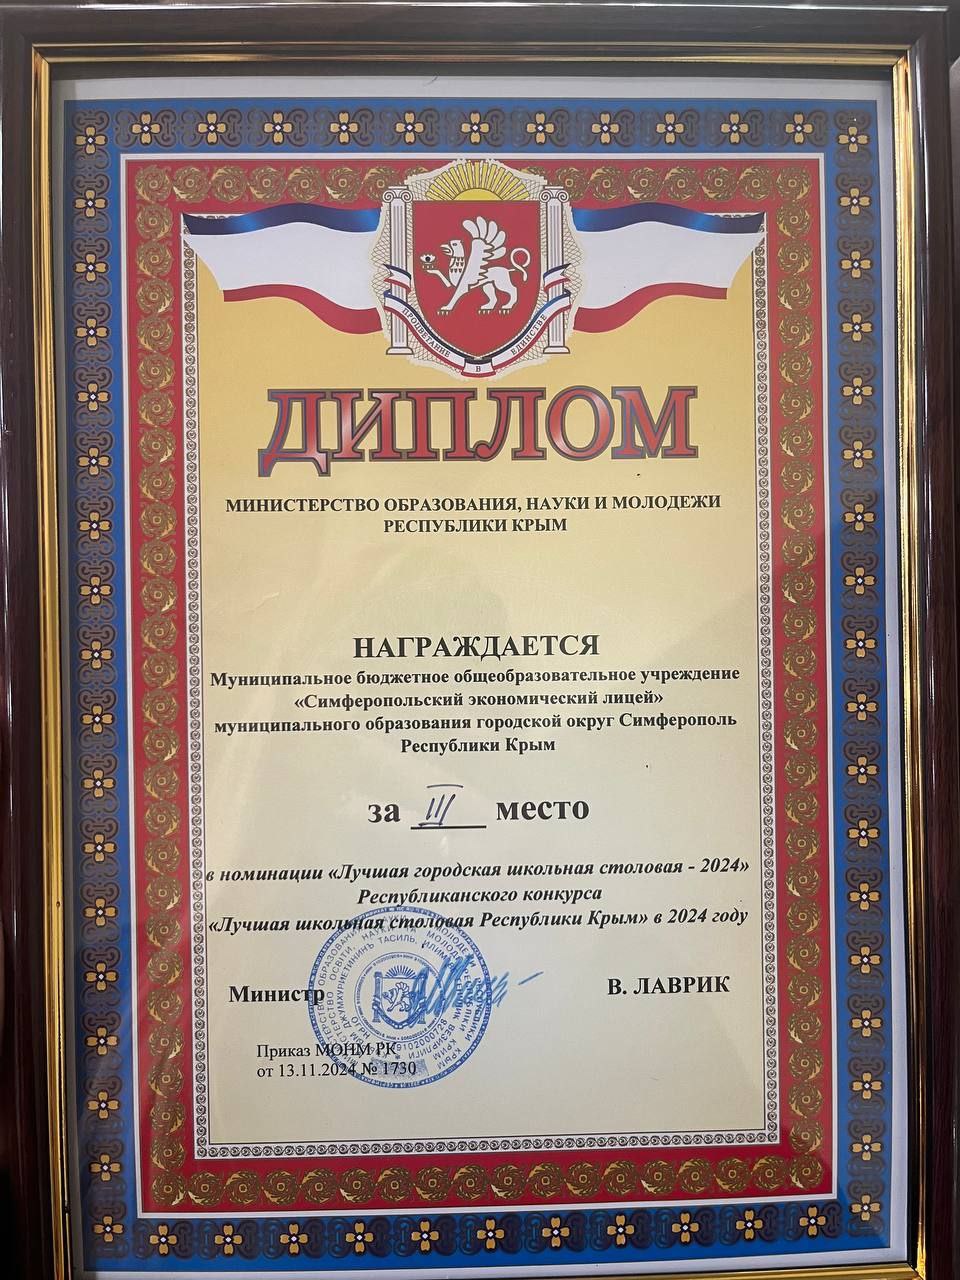 ПРОЦВЕТАНИЕ В ЕДИНСТВЕ
ДИПЛОМ
МИНИСТЕРСТВО ОБРАЗОВАНИЯ, НАУКИ И МОЛОДЕЖИ
РЕСПУБЛИКИ КРЫМ
НАГРАЖДАЕТСЯ
Муниципальное бюджетное общеобразовательное учреждение
«Симферопольский экономический лицей»
муниципального образования городской округ Симферополь
Республики Крым
за III место
в номинации «Лучшая городская школьная столовая - 2024»
Республиканского конкурса
«Лучшая школьная столовая Республики Крым» в 2024 году
Министр
В. ЛАВРИК
Приказ МОНМ РК
от 13.11.2024 № 1730